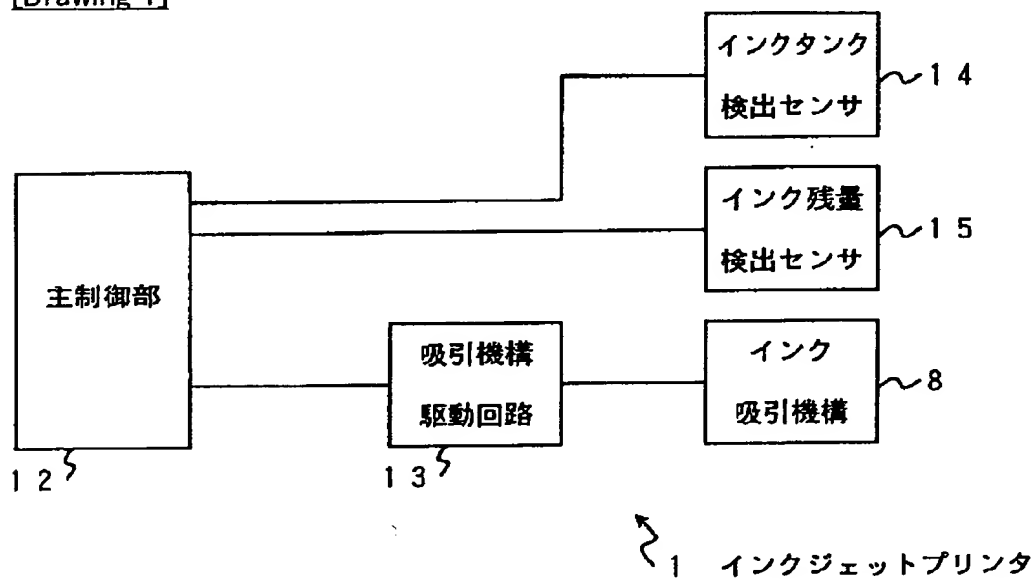 [Drawing 1]
インクタンク
検出センサ
14
インク残量
検出センサ
15
主制御部
吸引機構
駆動回路
インク
吸引機構
8
12
13
1 インクジェットプリンタ